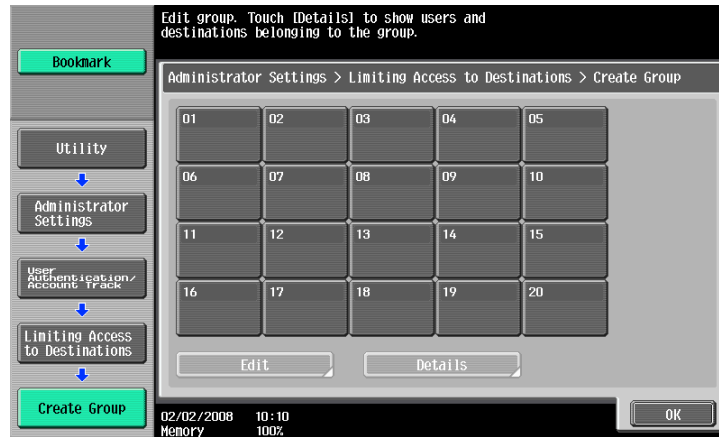 Edit group. Touch [Details] to show users and
destinations belonging to the group.
Bookmark
Administrator Settings > Limiting Access to Destinations > Create Group
01 02 03 04 05
Utility
06 07 08 09 10
Administrator
Settings
11 12 13 14 15
User
Authentication/
Account Track
16 17 18 19 20
Limiting Access
to Destinations
Edit Details
Create Group
02/02/2008 10:10
Memory 100%
OK